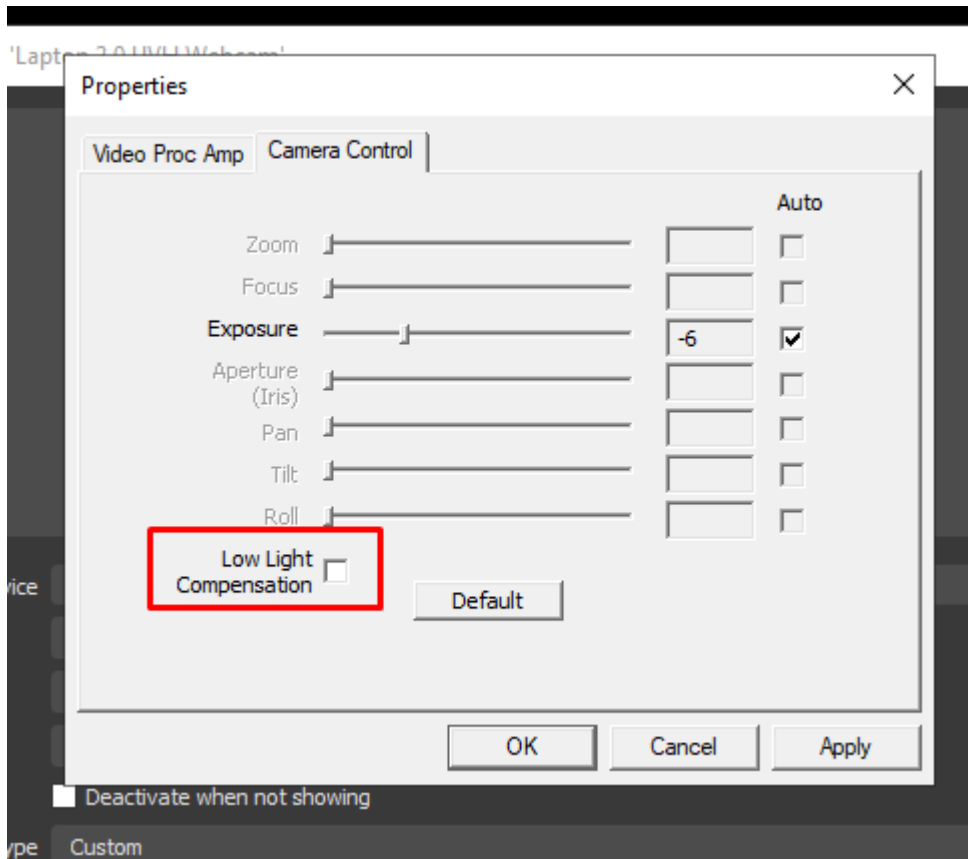 'Laptop
Properties
Video Proc Amp
Camera Control
Auto
Zoom
Focus
Exposure
-6
Aperture
(Iris)
Pan
Tilt
Roll
Low Light
Compensation
Default
OK
Cancel
Apply
Deactivate when not showing
Custom